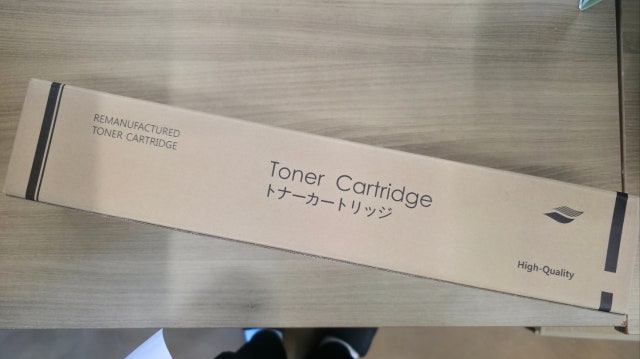 REMANUFACTURED
TONER CARTRIDGE
Toner Cartridge
トナーカートリッジ
High-Quality